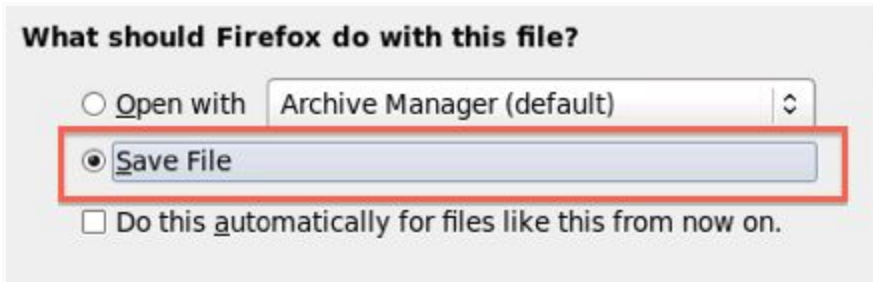 What should Firefox do with this file?
Open with Archive Manager (default)
Save File
Do this automatically for files like this from now on.